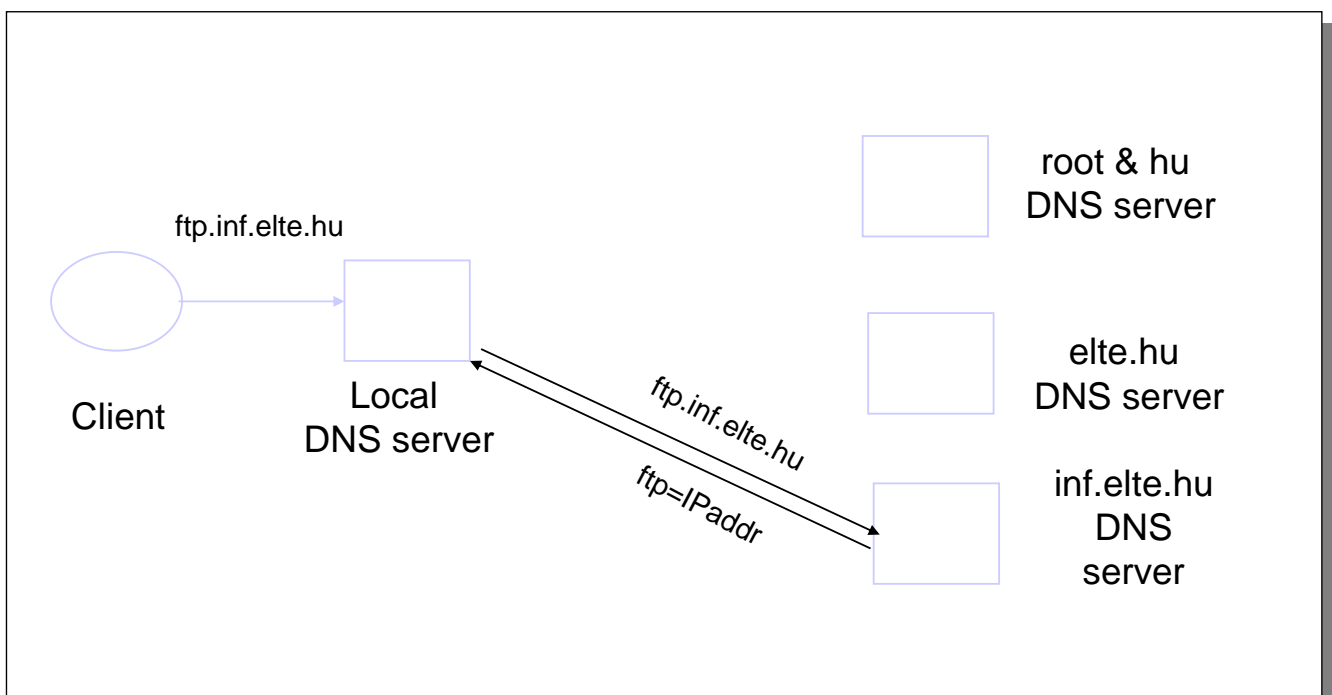 ftp.inf.elte.hu
Client
Local
DNS server
ftp.inf.elte.hu
ftp=IPaddr
root & hu
DNS server
elte.hu
DNS server
inf.elte.hu
DNS
server